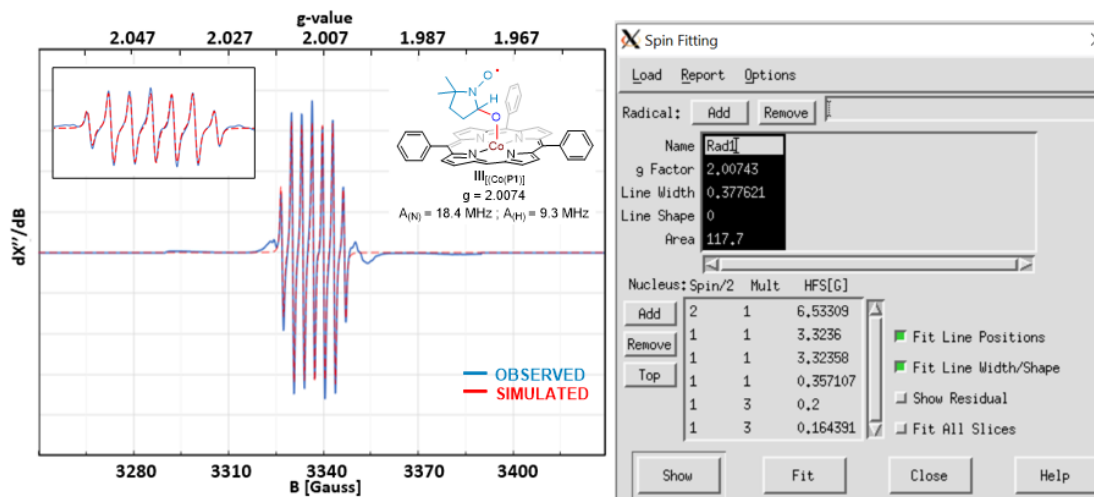 g-value
2.047 2.027 2.007 1.987 1.967
O
N
H
O
Co
N
N
N
N
III[(Co(P1)]
g = 2.0074
A(N) = 18.4 MHz ; A(H) = 9.3 MHz
dX"/dB
OBSERVED
SIMULATED
3280 3310 3340 3370 3400
B [Gauss]
Spin Fitting
Load Report Options
Radical: Add Remove
Name Rad1
g Factor 2.00743
Line Width 0.377621
Line Shape 0
Area 117.7
Nucleus: Spin/2 Mult HFS[G]
Add
Remove
Top
2 1 6.53309
1 1 3.3236
1 1 3.32358
1 1 0.357107
1 3 0.2
1 3 0.164391
Fit Line Positions
Fit Line Width/Shape
Show Residual
Fit All Slices
Show Fit Close Help